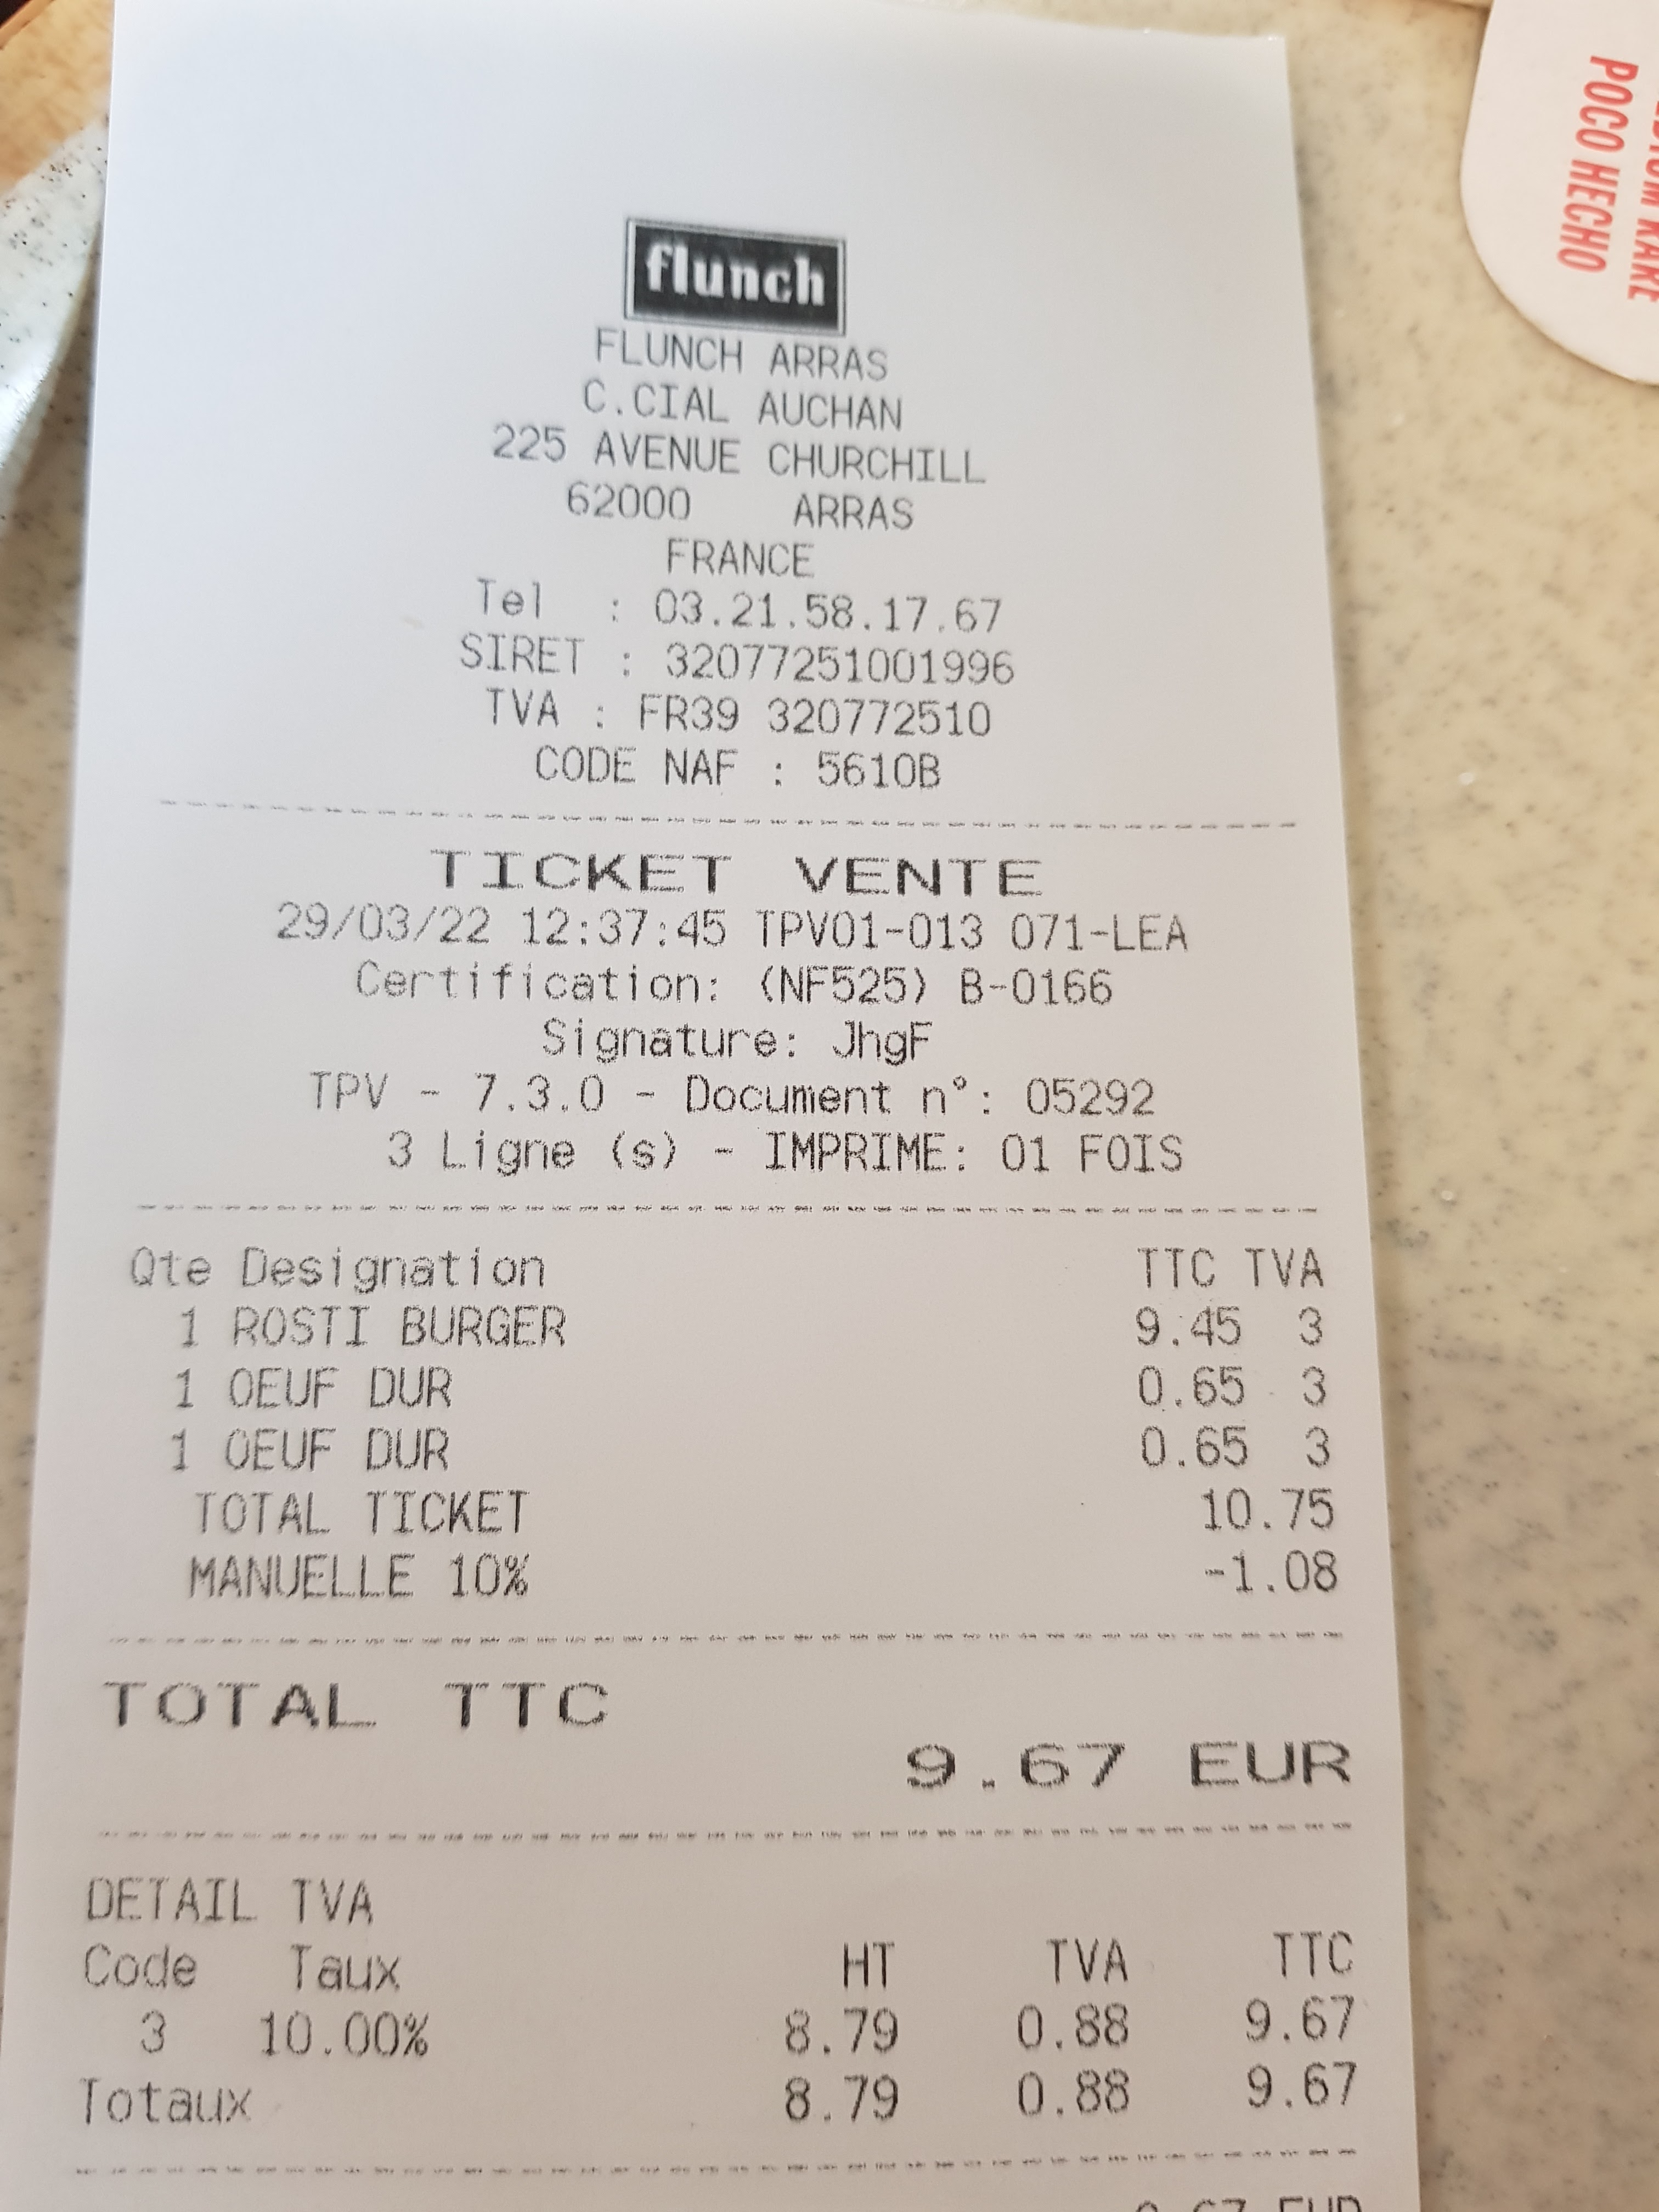 flunch
FLUNCH ARRAS
C.CIAL AUCHAN
225 AVENUE CHURCHILL
62000 ARRAS
FRANCE
Tel : 03.21.58.17.67
SIRET : 32077251001996
TVA : FR39 320772510
CODE NAF : 5610B
TICKET VENTE
29/03/22 12:37:45 TPV01-013 071-LEA
Certification: (NF525) B-0166
Signature: JhgF
TPV - 7.3.0 - Document n°: 05292
3 Ligne (s) - IMPRIME: 01 FOIS
Qte Designation TTC TVA
1 ROSTI BURGER 9.45 3
1 OEUF DUR 0.65 3
1 OEUF DUR 0.65 3
TOTAL TICKET 10.75
MANUELLE 10% -1.08
TOTAL TTC
9.67 EUR
DETAIL TVA
Code Taux HT TVA TTC
3 10.00% 8.79 0.88 9.67
Totaux 8.79 0.88 9.67
POCO HECHO